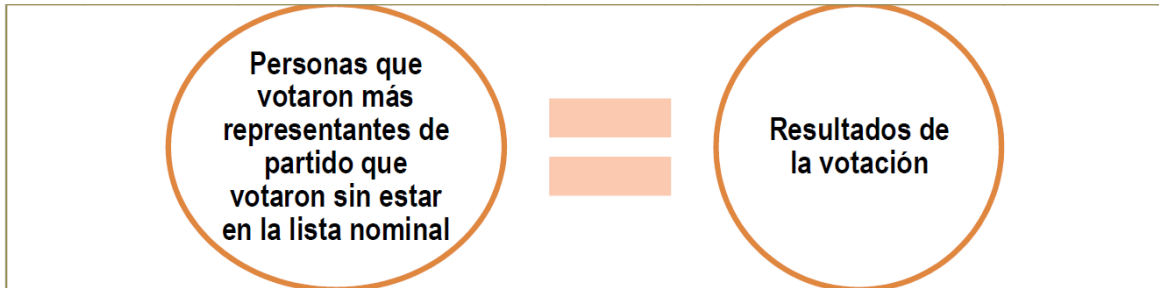 Personas que
votaron más
representantes de
partido que
votaron sin estar
en la lista nominal
Resultados de
la votación